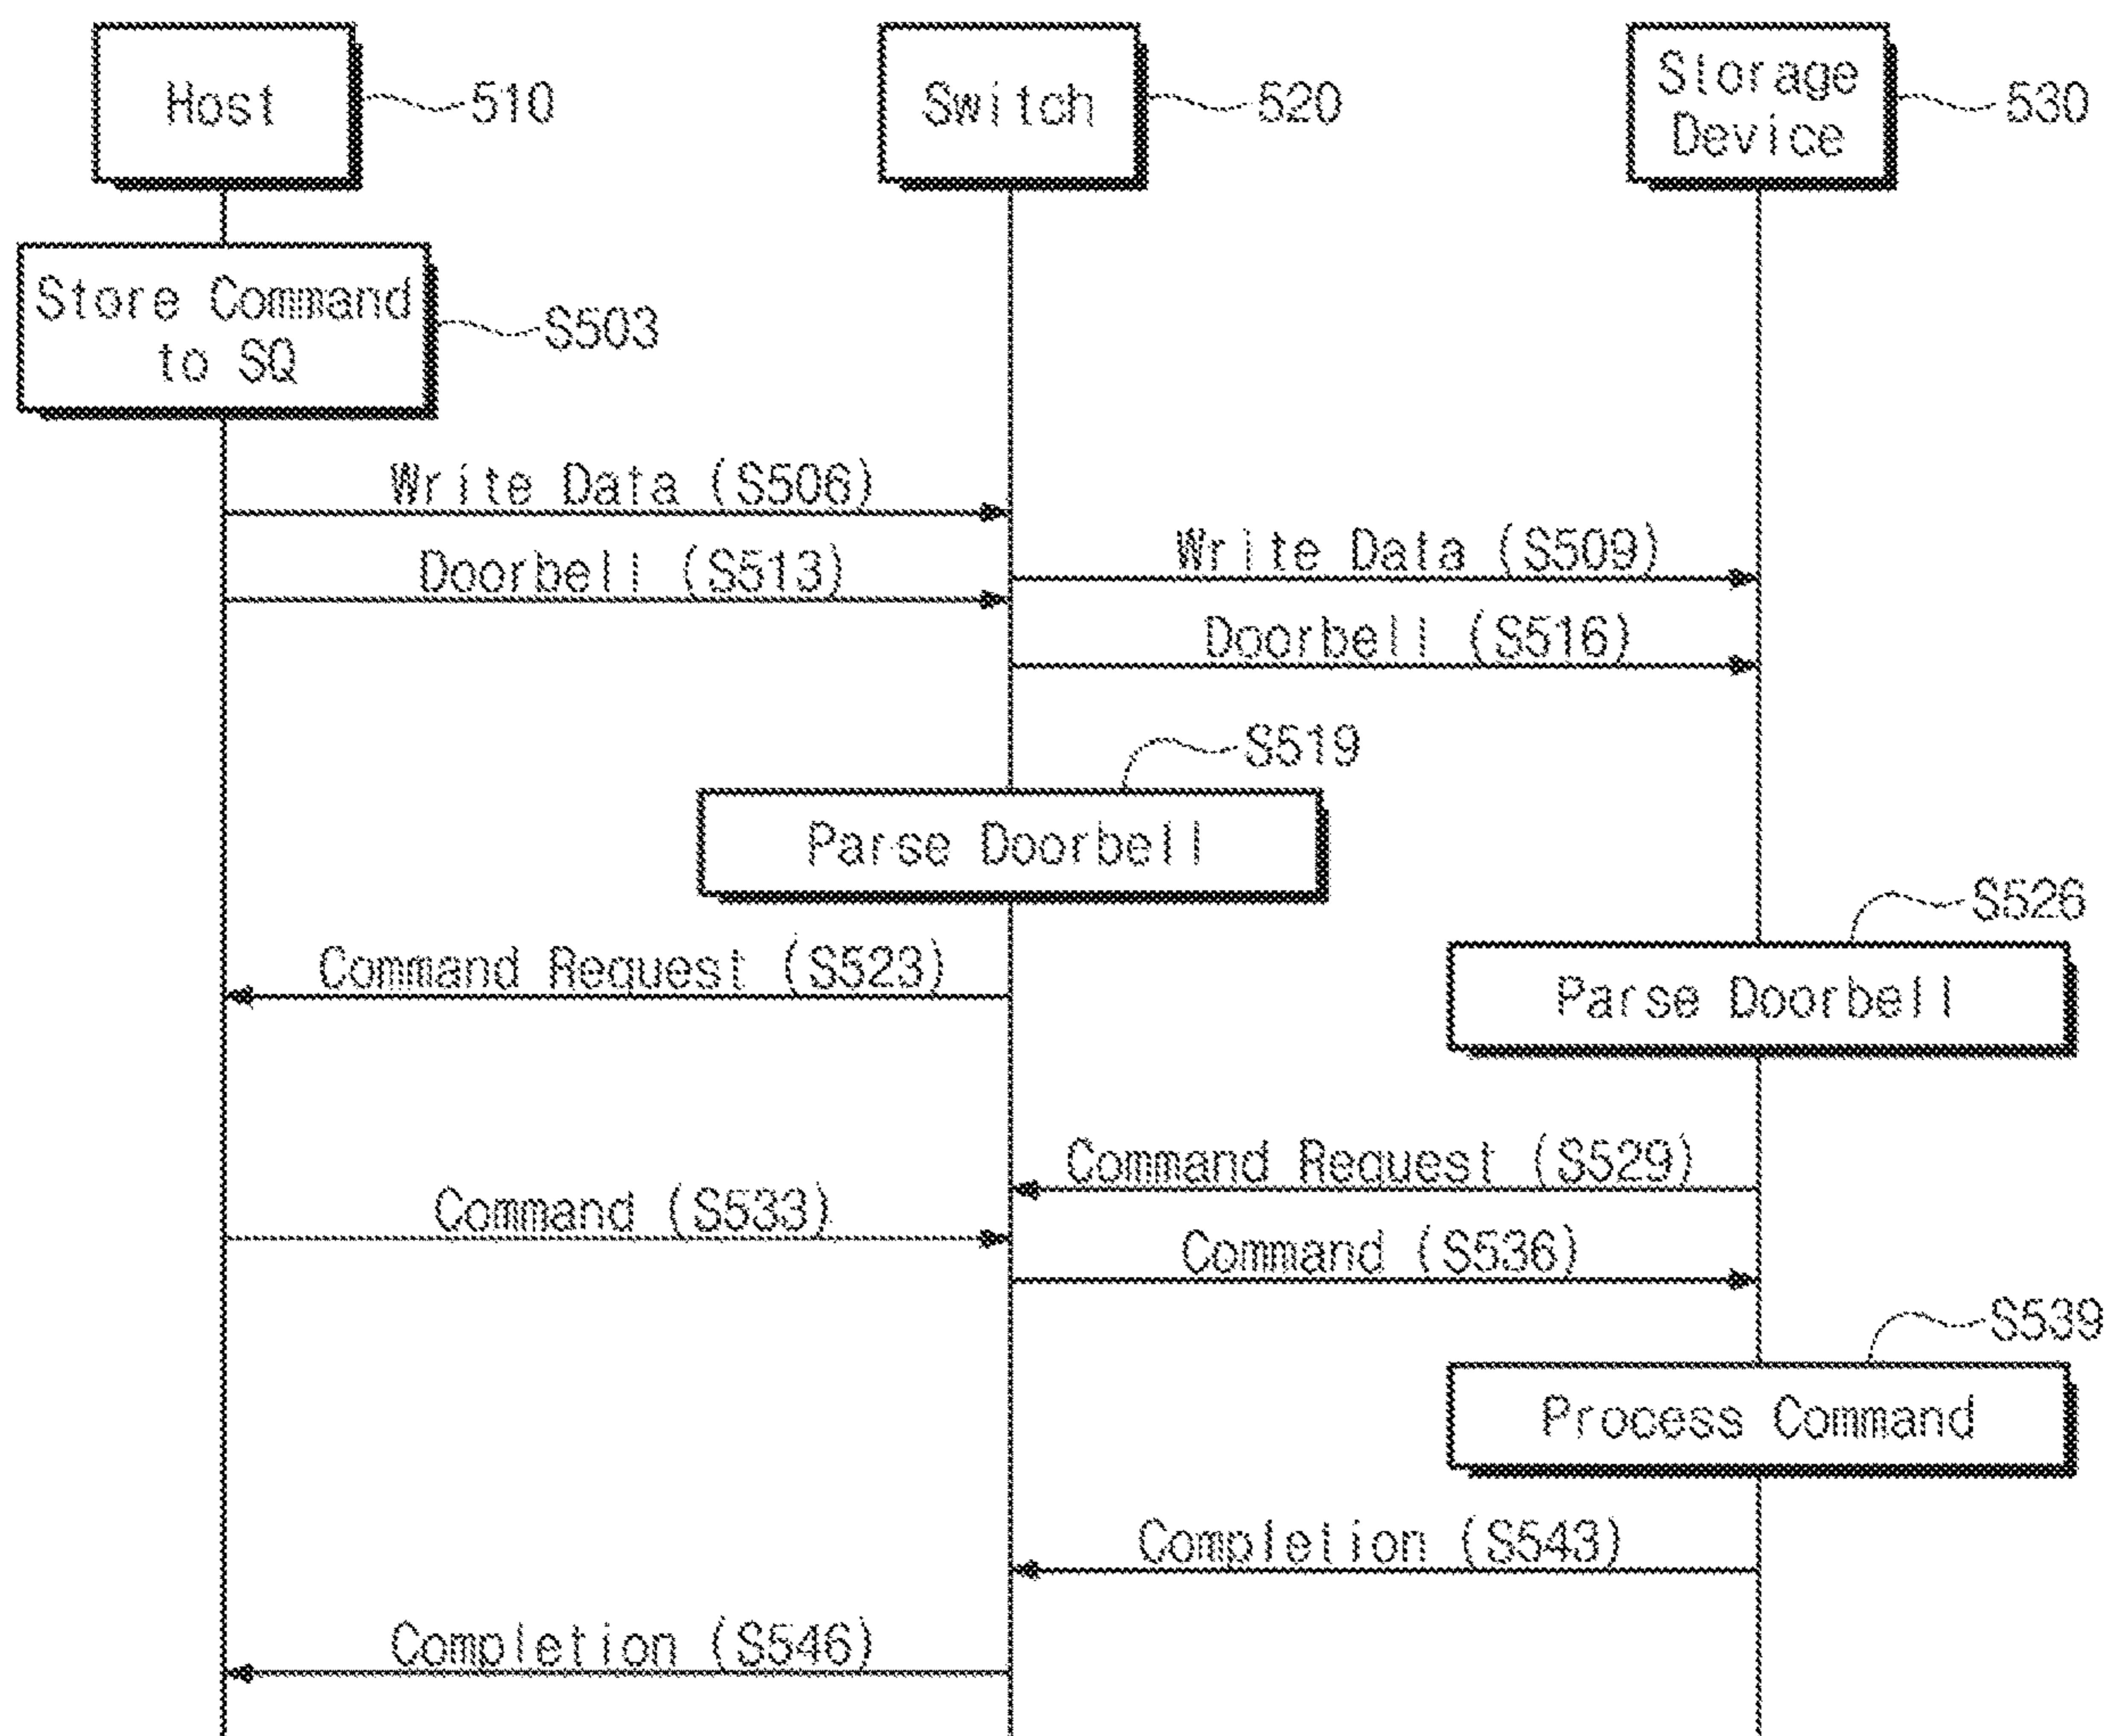 Host
510
Switch
520
Storage
Device
530
Store Command
to SQ
S503
Write Data (S506)
Write Data (S509)
Doorbell (S513)
Doorbell (S516)
S519
Parse Doorbell
S526
Parse Doorbell
Command Request (S523)
Command Request (S529)
Command (S533)
Command (S536)
S539
Process Command
Completion (S543)
Completion (S546)